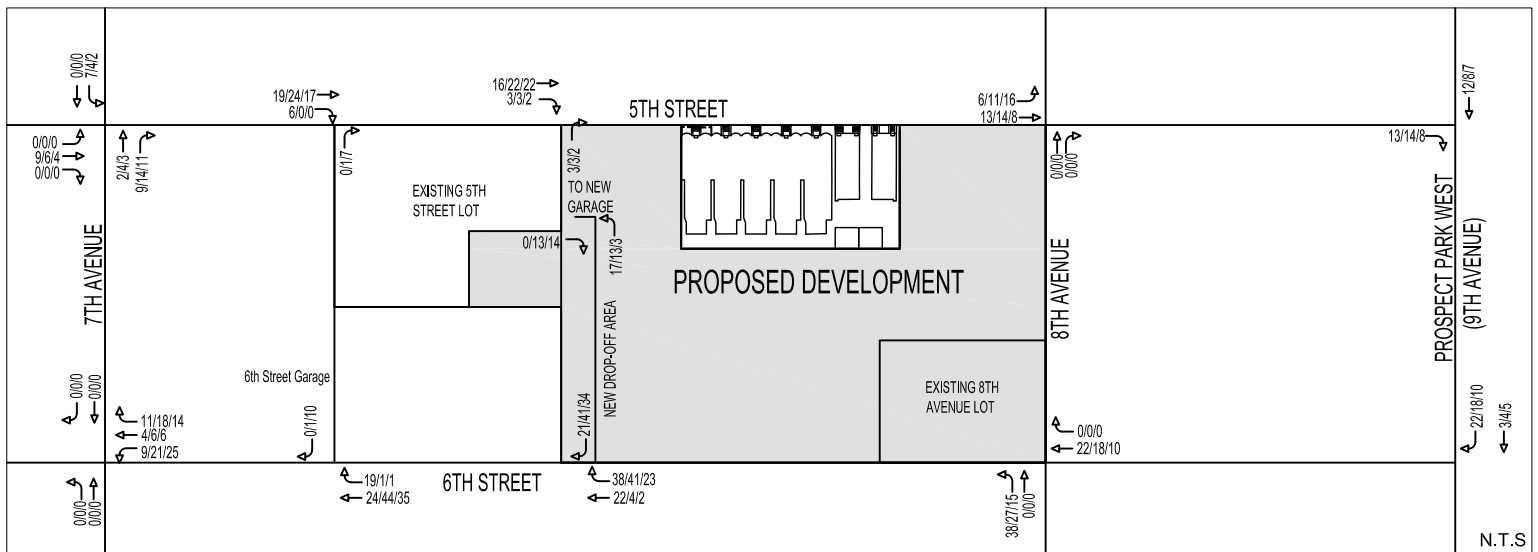 0/0/0
7/4/2
19/24/17
6/0/0
16/22/22
3/3/2
5TH STREET
6/11/16
13/14/8
12/8/7
0/0/0
9/6/4
0/0/0
2/4/3
9/14/11
0/1/7
3/3/2
0/0/0
0/0/0
13/14/8
EXISTING 5TH
STREET LOT
TO NEW
GARAGE
0/13/14
17/13/3
PROPOSED DEVELOPMENT
7TH AVENUE
8TH AVENUE
PROSPECT PARK WEST
(9TH AVENUE)
NEW DROP-OFF AREA
6th Street Garage
EXISTING 8TH
AVENUE LOT
0/0/0
0/0/0
11/18/14
4/6/6
9/21/25
0/1/10
21/41/34
0/0/0
22/18/10
22/18/10
3/4/5
19/1/1
24/44/35
6TH STREET
38/41/23
22/4/2
38/27/15
0/0/0
0/0/0
0/0/0
N.T.S